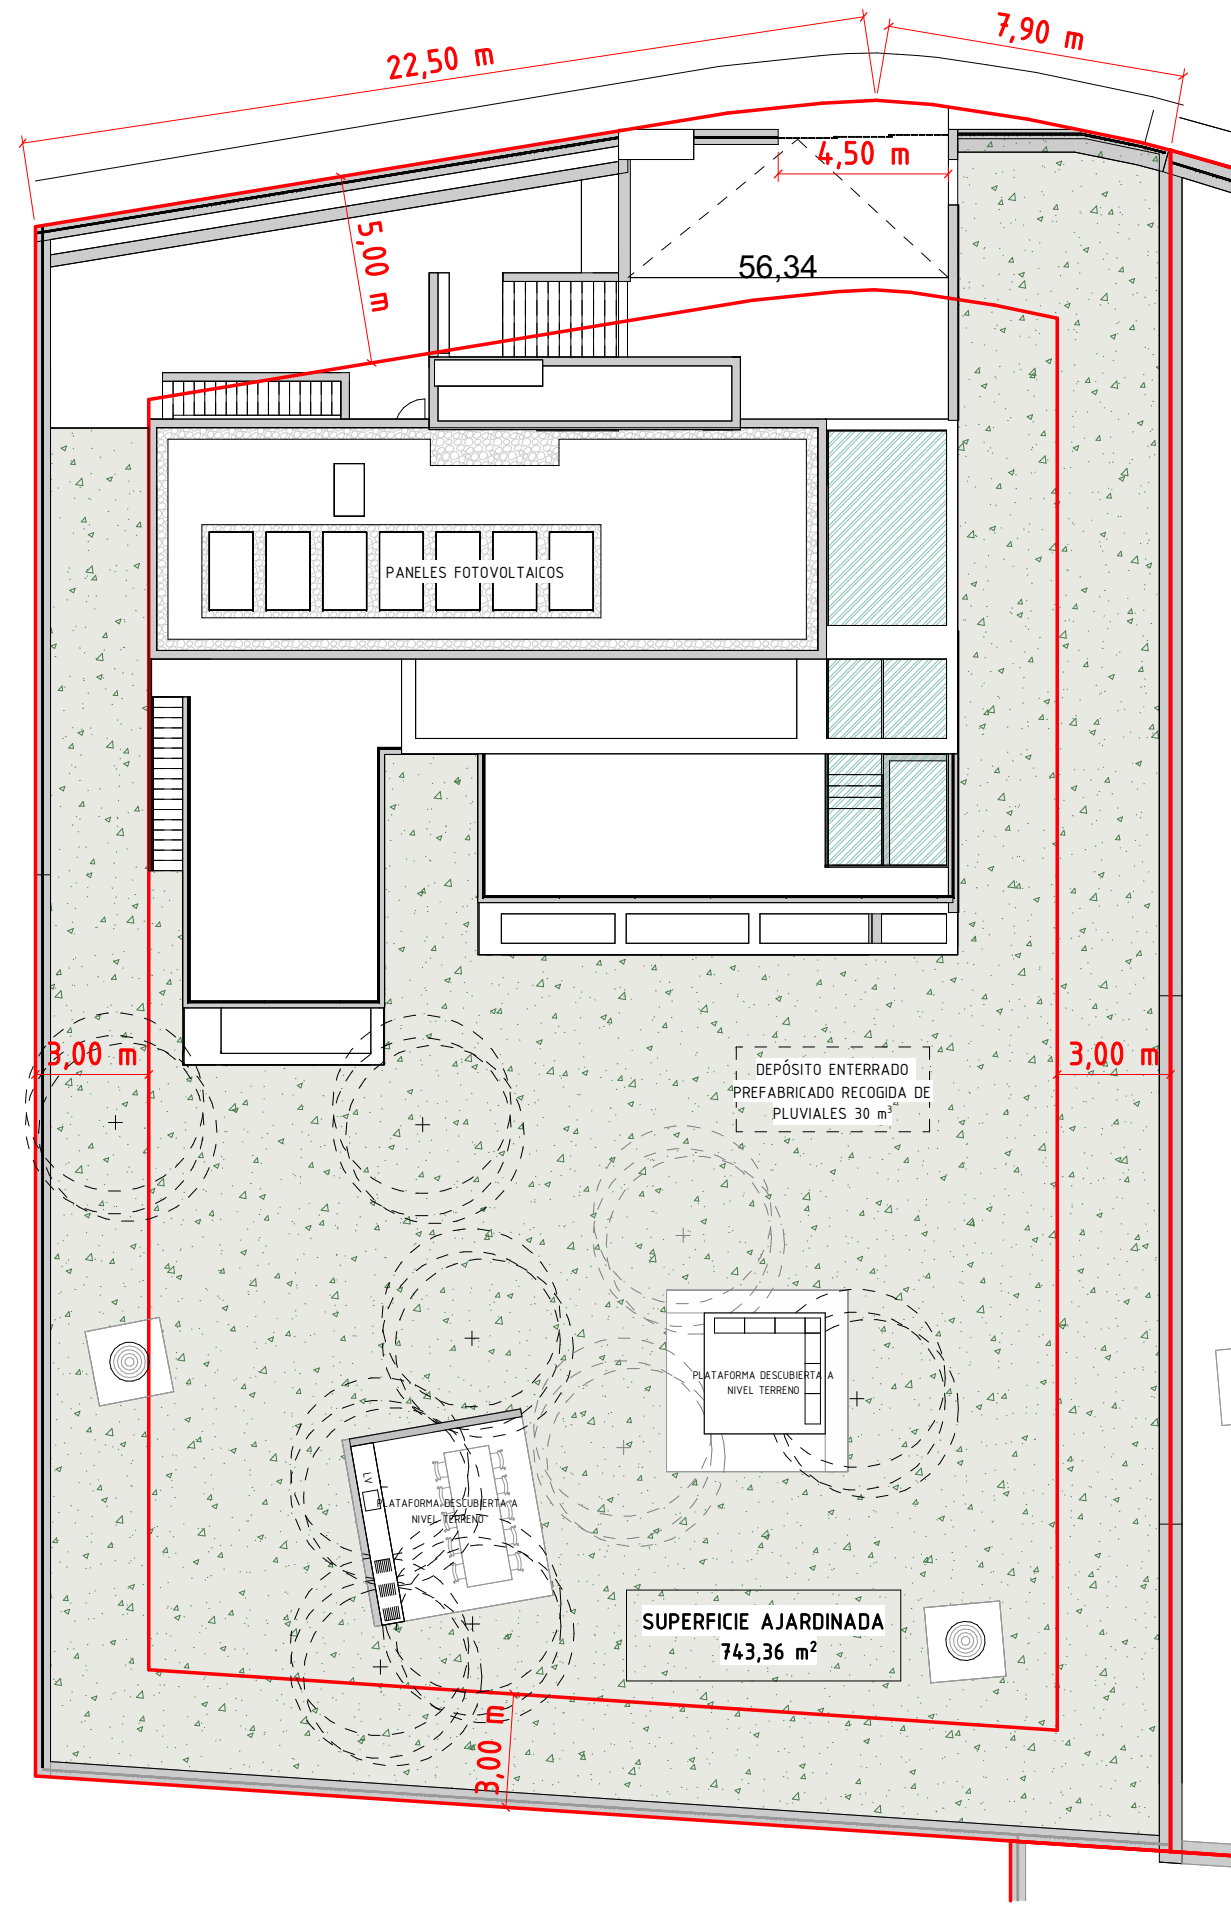 22,50 m
7,90 m
4,50 m
5,00 m
56,34
PANELES FOTOVOLTAICOS
3,00 m
3,00 m
DEPÓSITO ENTERRADO
PREFABRICADO RECOGIDA DE
PLUVIALES 30 m³
PLATAFORMA DESCUBIERTA A
NIVEL TERRENO
LV
PLATAFORMA DESCUBIERTA A
NIVEL TERRENO
SUPERFICIE AJARDINADA
743,36 m²
3,00 m